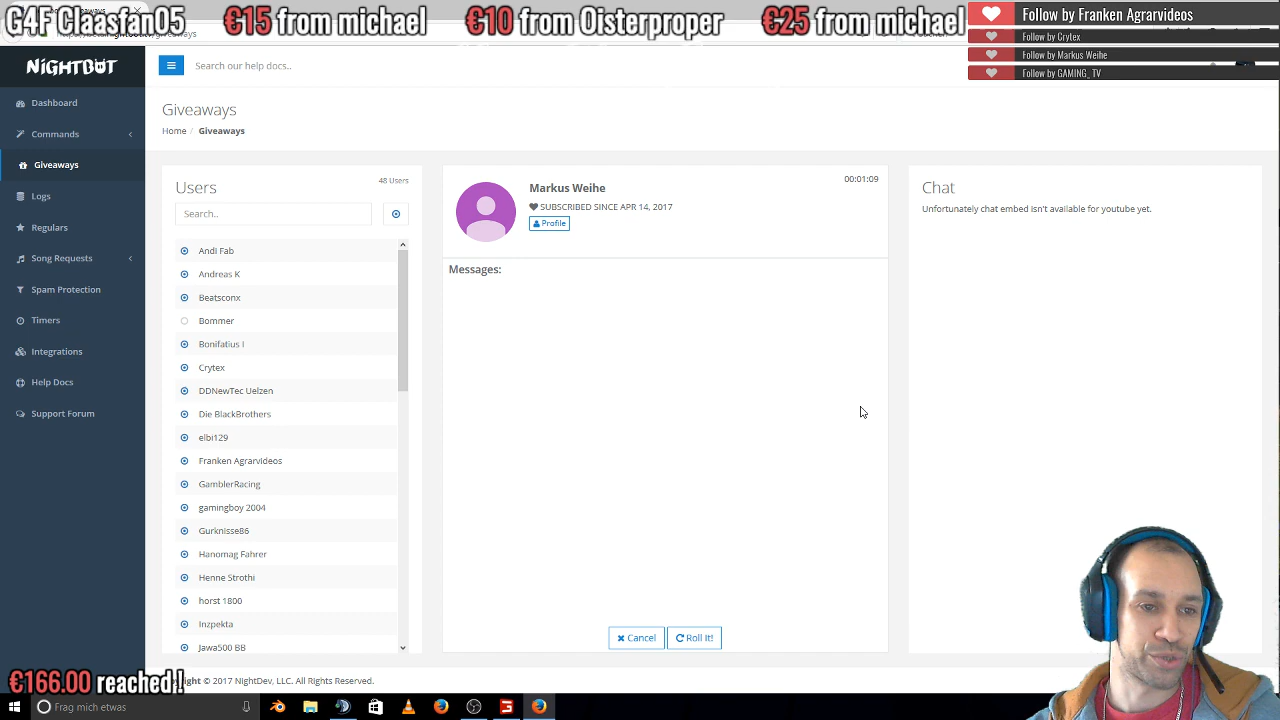 G4F Claasfan05 €15 from michael €10 from Oisterproper €25 from michael
Follow by Franken Agrarvideos
Follow by Crytex
Follow by Markus Weihe
Follow by GAMING_ TV
NiGHTBOT
Search our help docs..
Dashboard
Commands
Giveaways
Logs
Regulars
Song Requests
Spam Protection
Timers
Integrations
Help Docs
Support Forum
Giveaways
Home / Giveaways
Users
48 Users
Search..
Andi Fab
Andreas K
Beatsconx
Bommer
Bonifatius I
Crytex
DDNewTec Uelzen
Die BlackBrothers
elbi129
Franken Agrarvideos
GamblerRacing
gamingboy 2004
Gurknisse86
Hanomag Fahrer
Henne Strothi
horst 1800
Inzpekta
Jawa500 BB
Markus Weihe
00:01:09
SUBSCRIBED SINCE APR 14, 2017
Profile
Messages:
Cancel
Roll It!
Chat
Unfortunately chat embed isn't available for youtube yet.
€166.00 reached!
© 2017 NightDev, LLC. All Rights Reserved.
Frag mich etwas